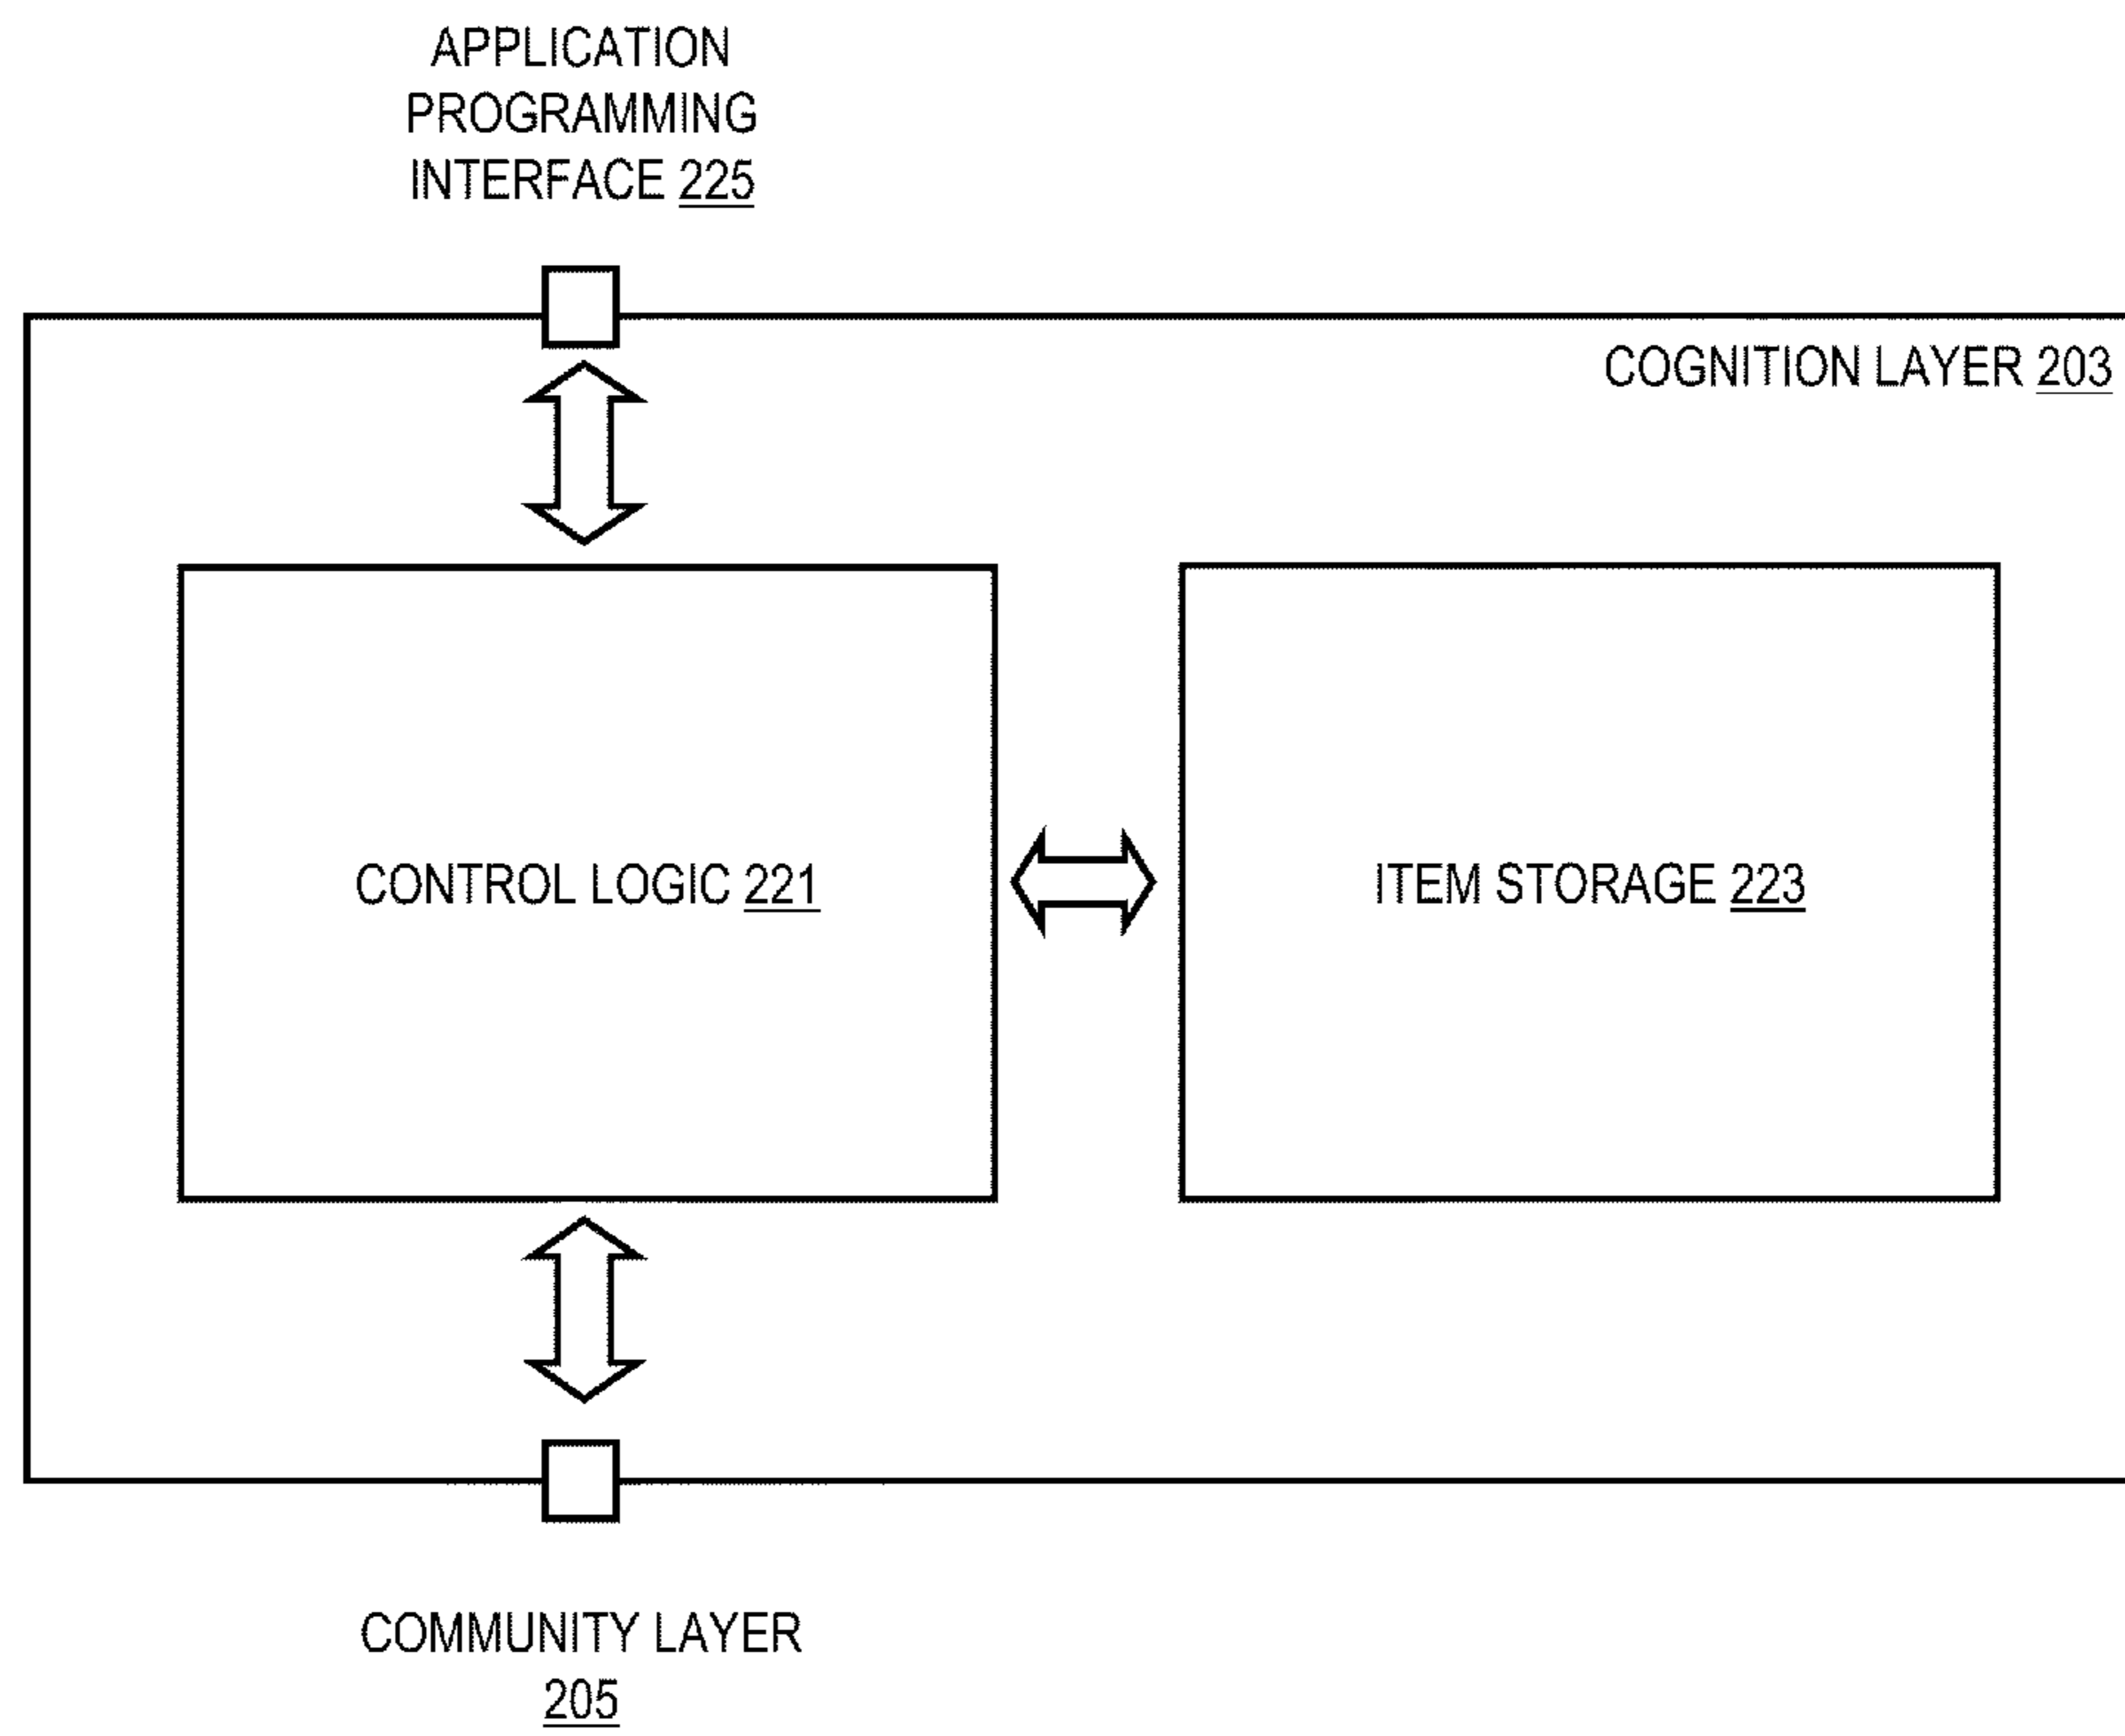 APPLICATION
PROGRAMMING
INTERFACE 225
COGNITION LAYER 203
CONTROL LOGIC 221
ITEM STORAGE 223
COMMUNITY LAYER
205